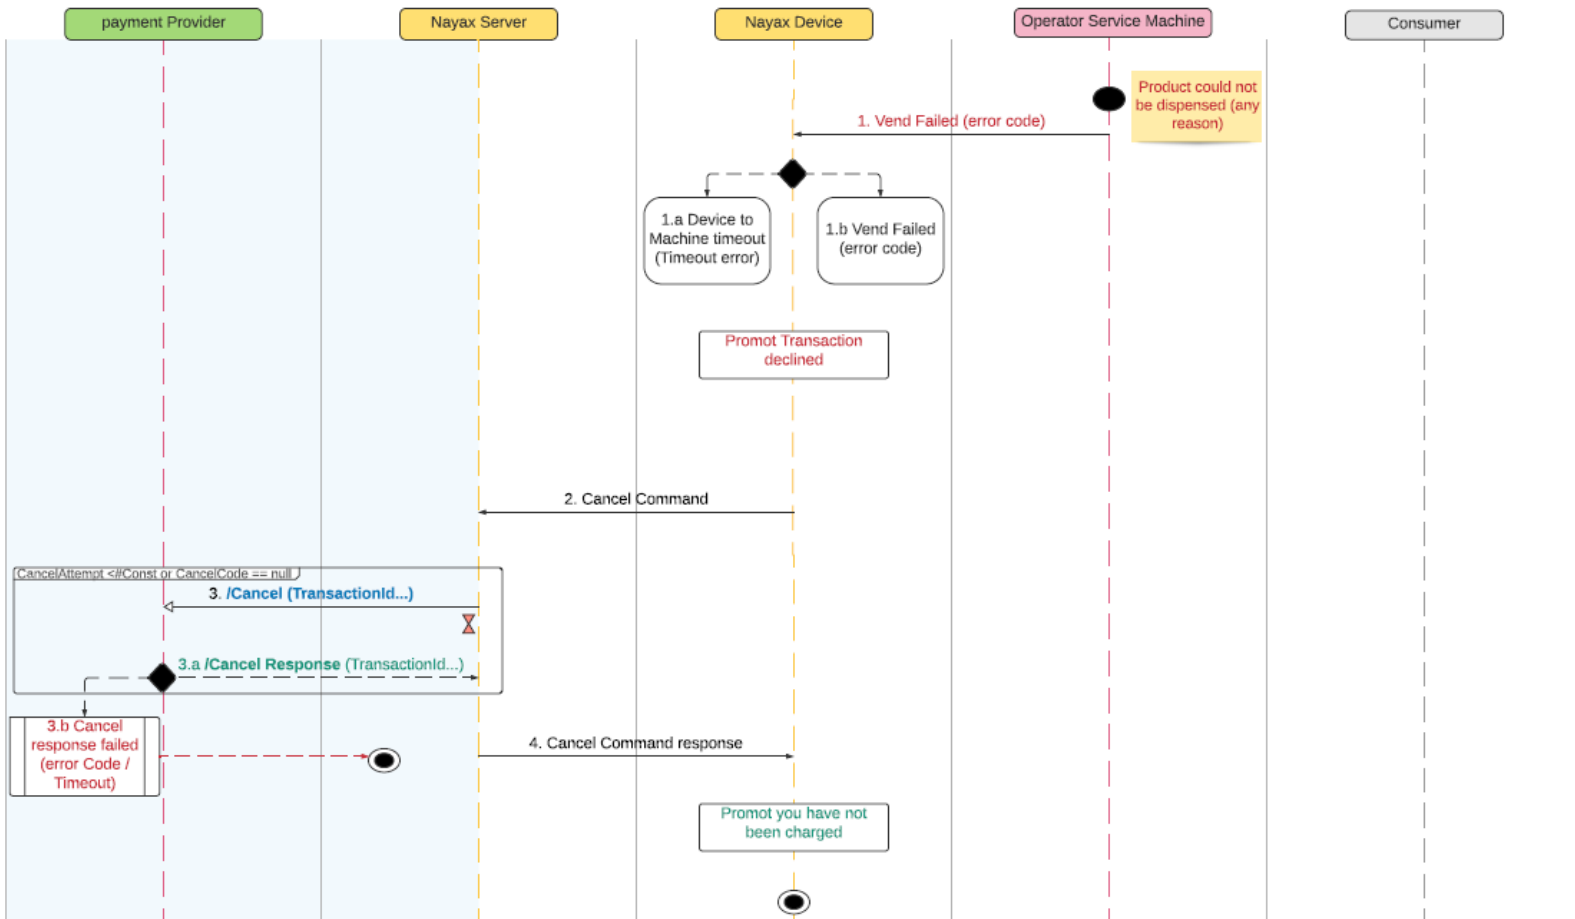 payment Provider
Nayax Server
Nayax Device
Operator Service Machine
Consumer
Product could not
be dispensed (any
reason)
1. Vend Failed (error code)
1.a Device to
Machine timeout
(Timeout error)
1.b Vend Failed
(error code)
Promot Transaction
declined
2. Cancel Command
CancelAttempt <#Const or CancelCode == null
3. /Cancel (TransactionId...)
3.a /Cancel Response (TransactionId...)
3.b Cancel
response failed
(error Code /
Timeout)
4. Cancel Command response
Promot you have not
been charged